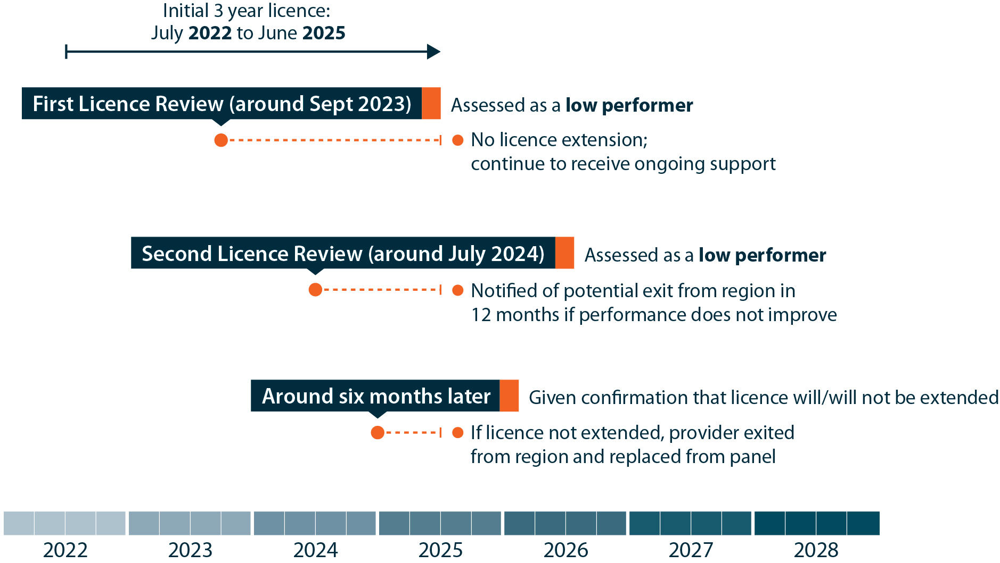 Initial 3 year licence:
July 2022 to June 2025
First Licence Review (around Sept 2023)
Assessed as a low performer
No licence extension;
continue to receive ongoing support
Second Licence Review (around July 2024)
Assessed as a low performer
Notified of potential exit from region in
12 months if performance does not improve
Around six months later
Given confirmation that licence will/will not be extended
If licence not extended, provider exited
from region and replaced from panel
2022
2023
2024
2025
2026
2027
2028